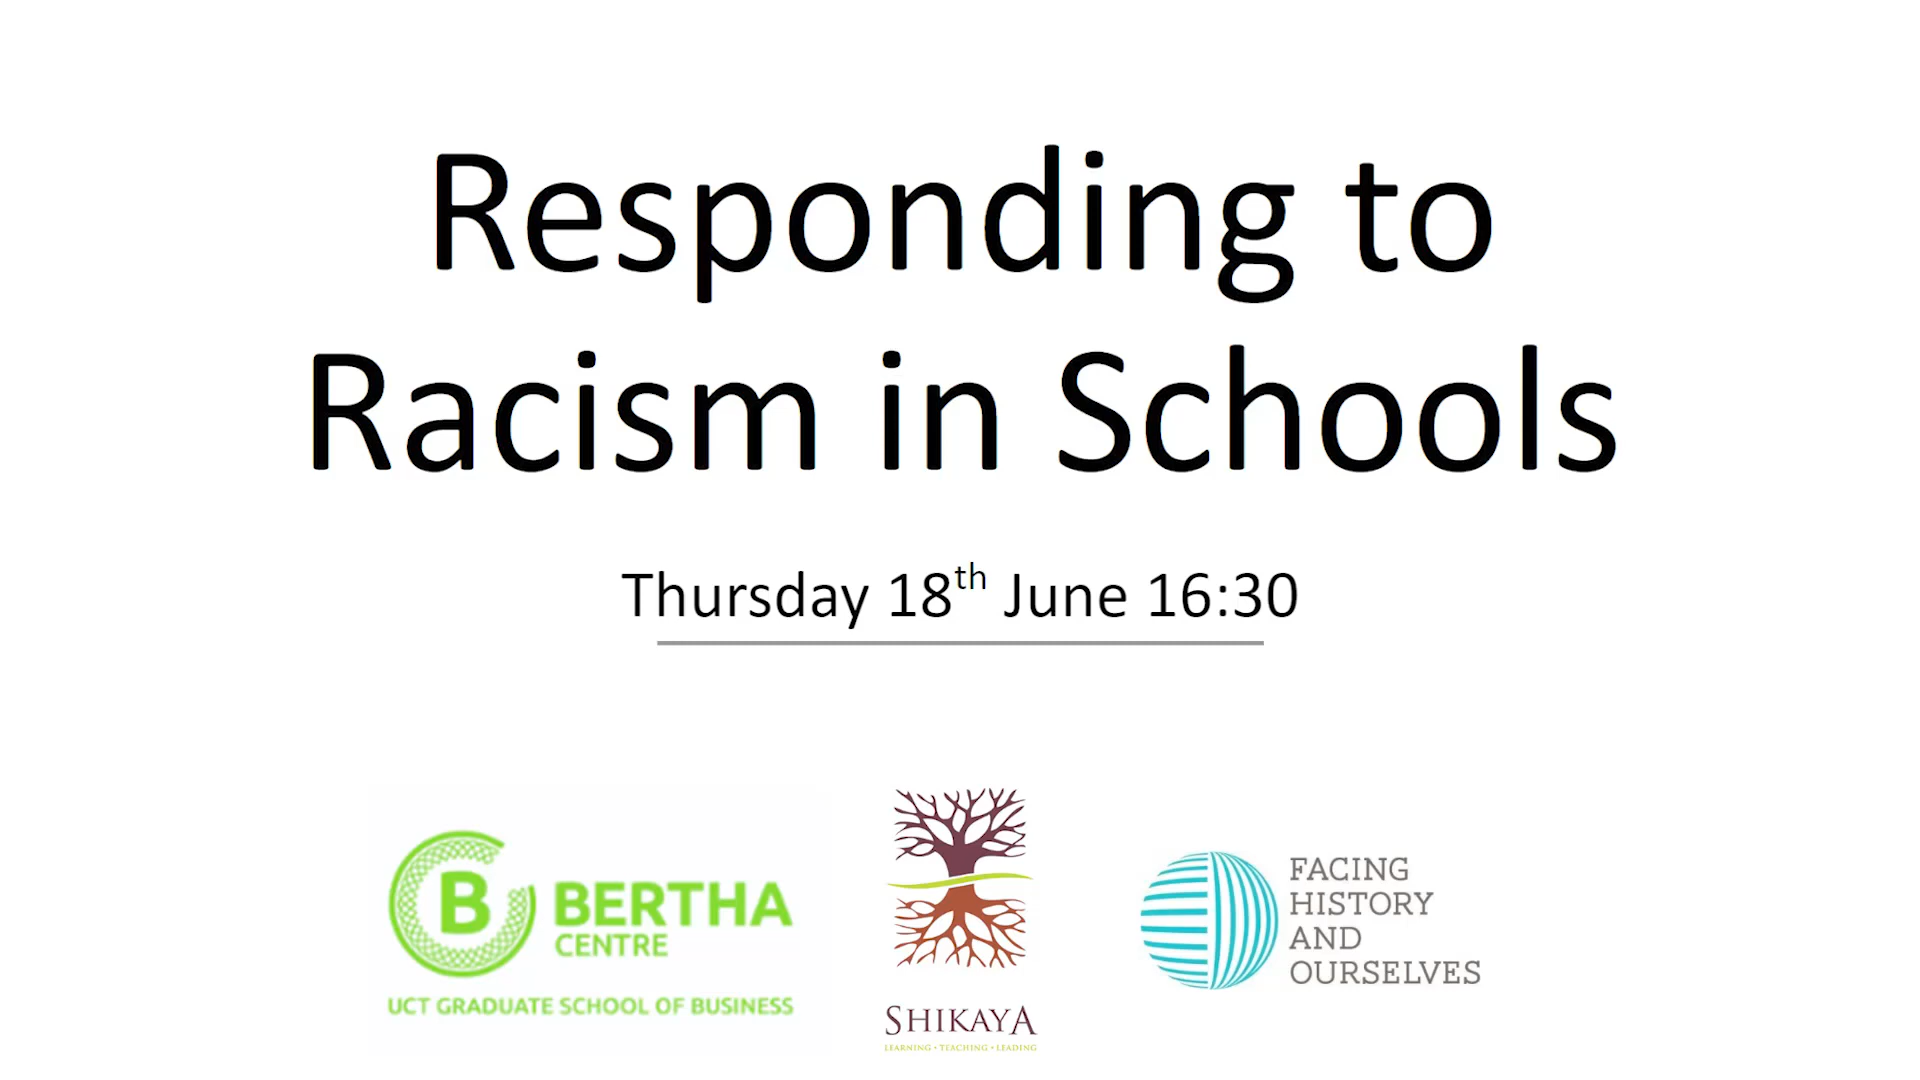 Responding to
Racism in Schools
Thursday 18th June 16:30
B
BERTHA
CENTRE
UCT GRADUATE SCHOOL OF BUSINESS
SHIKAYA
LEARNING • TEACHING • LEADING
FACING
HISTORY
AND
OURSELVES